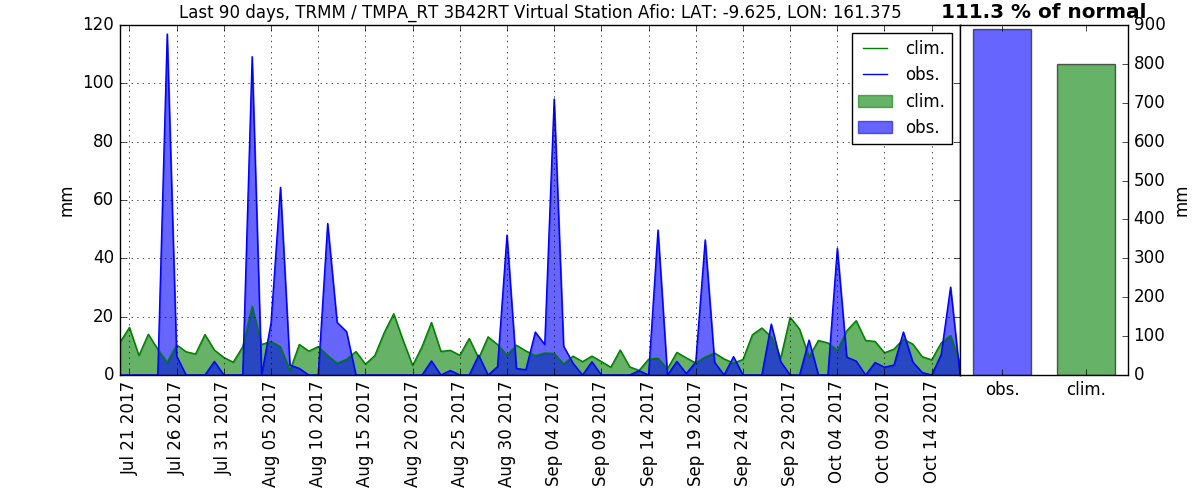 Last 90 days, TRMM / TMPA_RT 3B42RT Virtual Station Afio: LAT: -9.625, LON: 161.375
111.3 % of normal
120
100
80
60
40
20
0
mm
clim.
obs.
clim.
obs.
900
800
700
600
500
400
300
200
100
0
mm
obs.
clim.
Jul 21 2017
Jul 26 2017
Jul 31 2017
Aug 05 2017
Aug 10 2017
Aug 15 2017
Aug 20 2017
Aug 25 2017
Aug 30 2017
Sep 04 2017
Sep 09 2017
Sep 14 2017
Sep 19 2017
Sep 24 2017
Sep 29 2017
Oct 04 2017
Oct 09 2017
Oct 14 2017